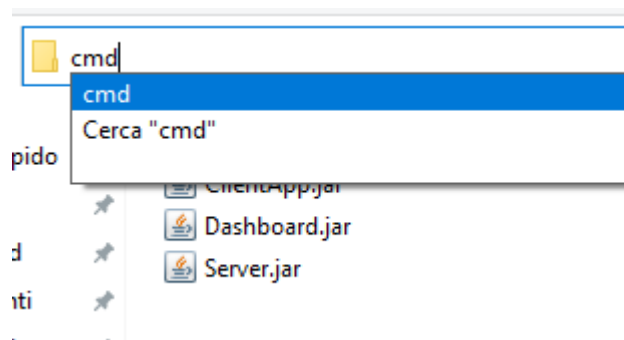 cmd
cmd
Cerca "cmd"
pido
ClientApp.jar
Dashboard.jar
d
Server.jar
nti